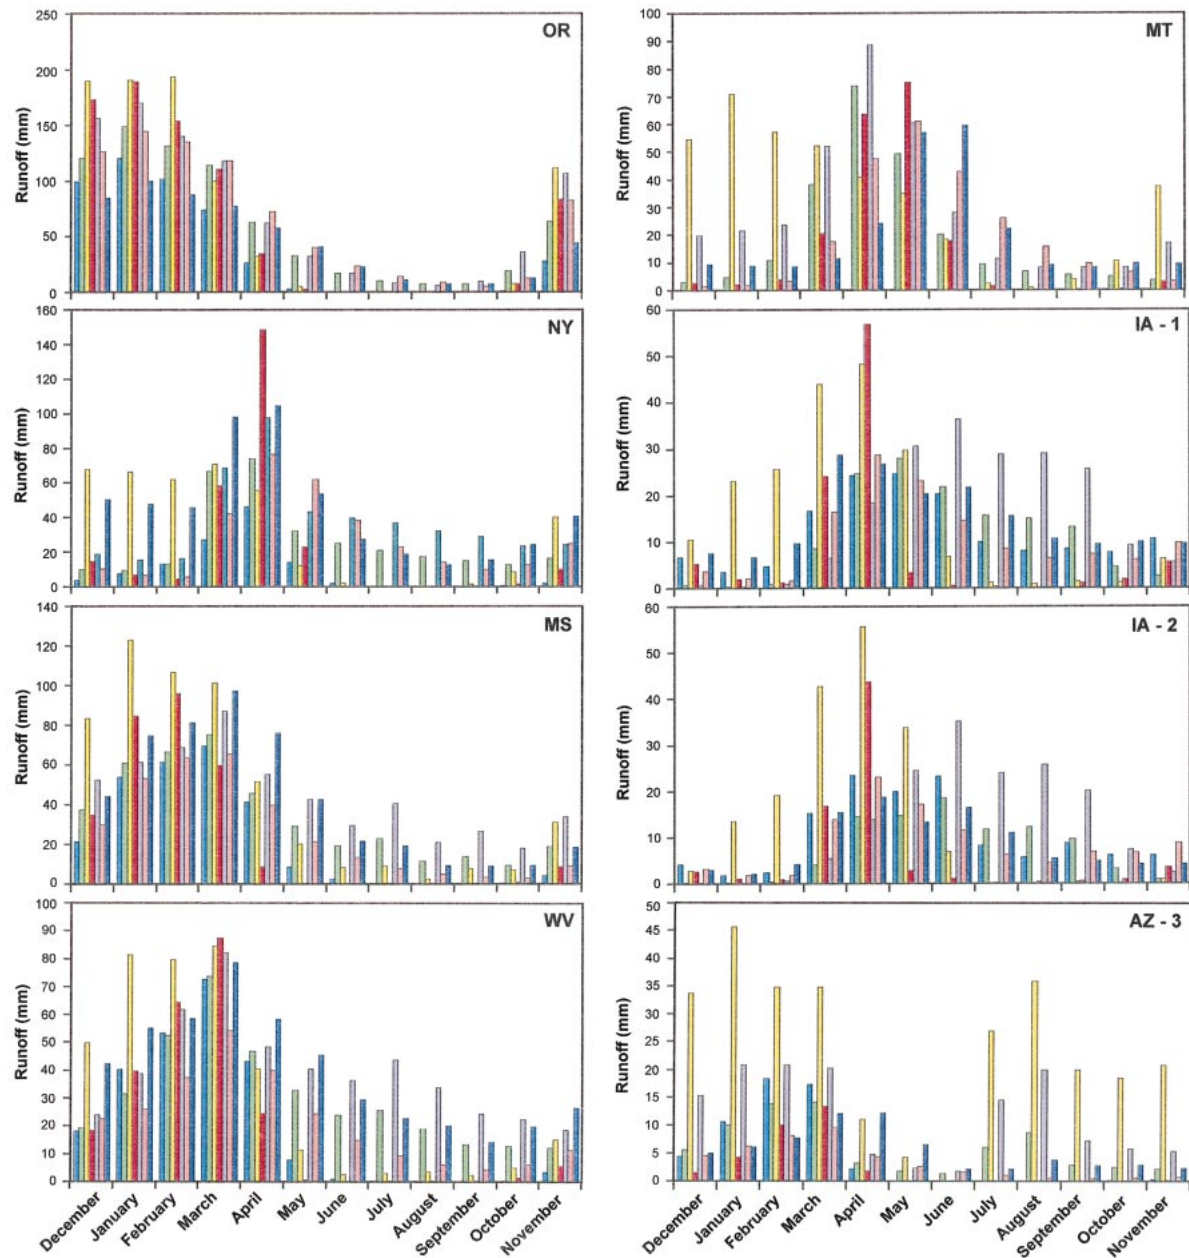 OR
Runoff (mm)
250
200
150
100
50
0
MT
Runoff (mm)
100
90
80
70
60
50
40
30
20
10
0
NY
Runoff (mm)
160
140
120
100
80
60
40
20
0
IA - 1
Runoff (mm)
60
50
40
30
20
10
0
MS
Runoff (mm)
140
120
100
80
60
40
20
0
IA - 2
Runoff (mm)
60
50
40
30
20
10
0
WV
Runoff (mm)
100
90
80
70
60
50
40
30
20
10
0
December
January
February
March
April
May
June
July
August
September
October
November
AZ - 3
Runoff (mm)
50
45
40
35
30
25
20
15
10
5
0
December
January
February
March
April
May
June
July
August
September
October
November